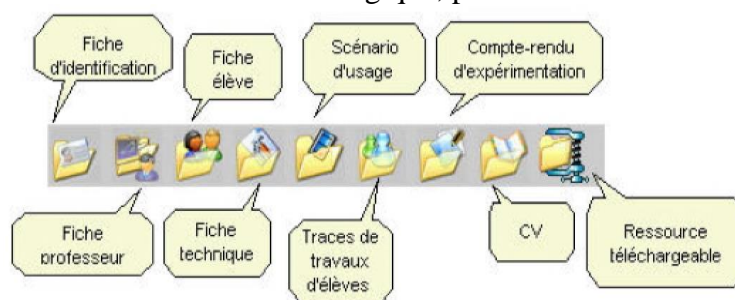 Fiche
d'identification
Fiche
élève
Scénario
d'usage
Compte-rendu
d'expérimentation
Fiche
professeur
Fiche
technique
Traces de
travaux
d'élèves
CV
Ressource
téléchargeable